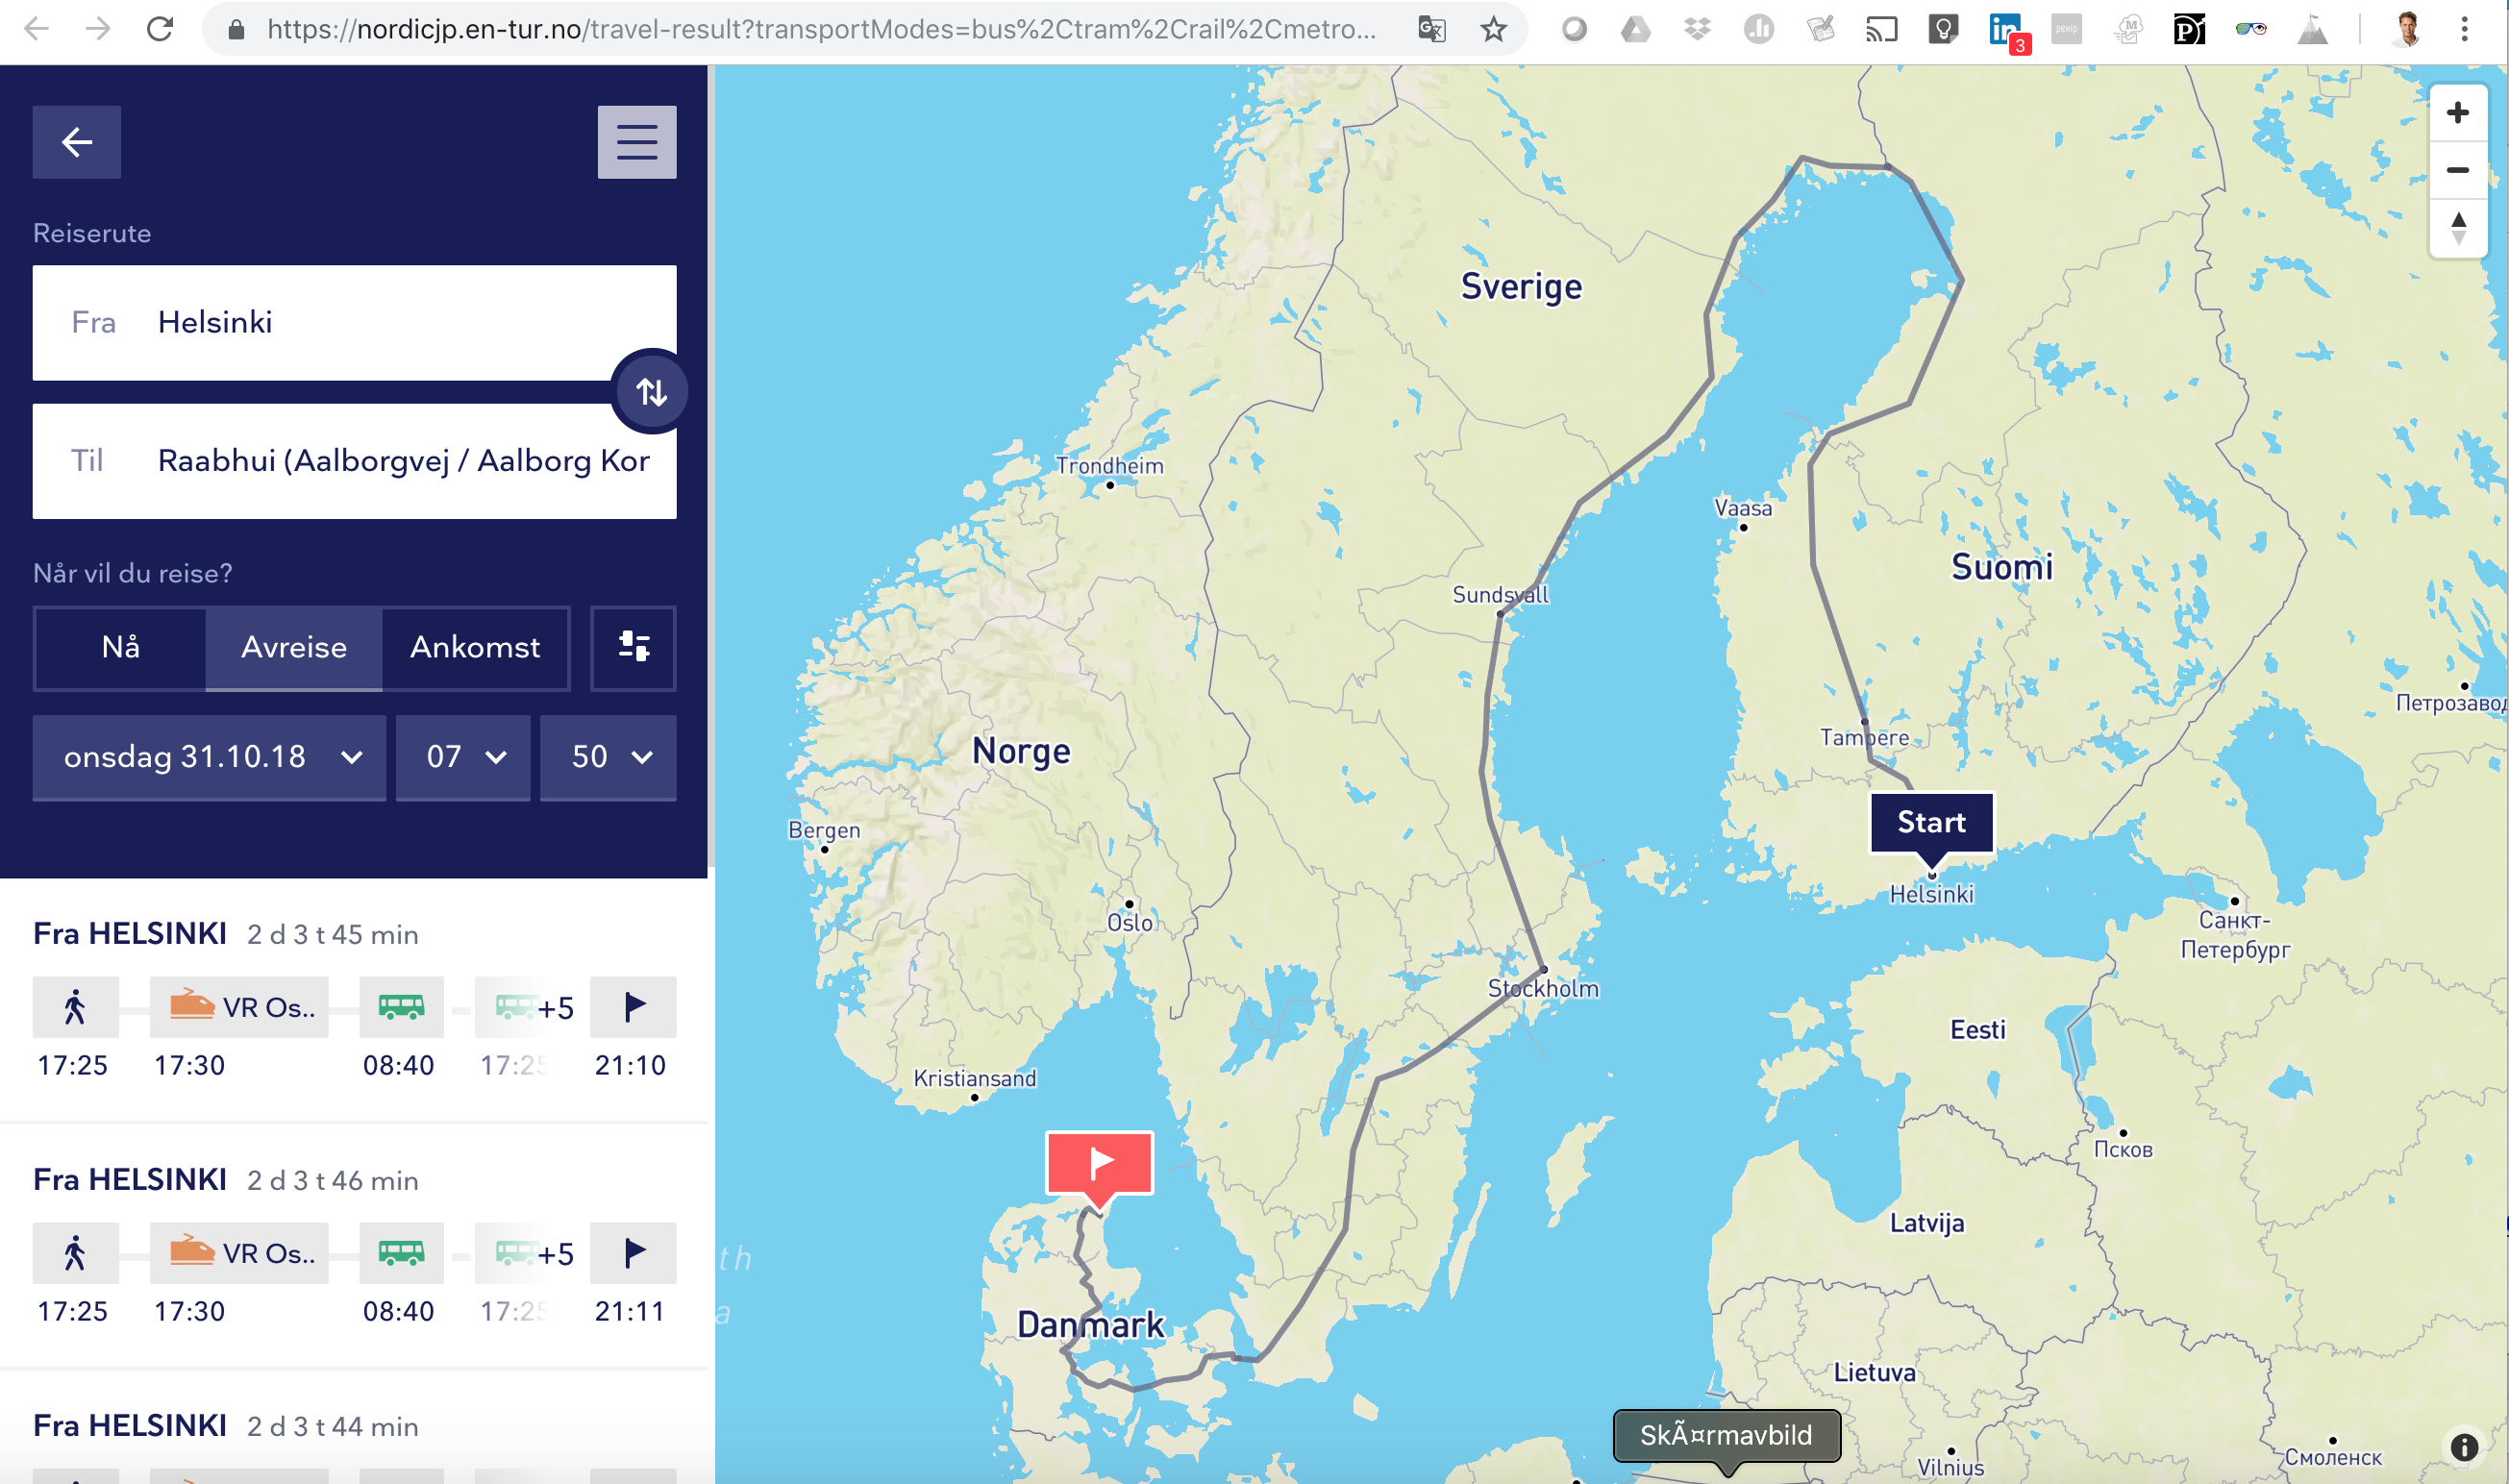 https://nordicjp.en-tur.no/travel-result?transportModes=bus%2Ctram%2Crail%2Cmetro...
3
pexip
M
P
Reiserute
Fra Helsinki
Til Raabhui (Aalborgvej / Aalborg Kor
Når vil du reise?
Nå Avreise Ankomst
onsdag 31.10.18 07 50
Fra HELSINKI 2 d 3 t 45 min
VR Os.. +5
17:25 17:30 08:40 17:25 21:10
Fra HELSINKI 2 d 3 t 46 min
VR Os.. +5
17:25 17:30 08:40 17:25 21:11
Fra HELSINKI 2 d 3 t 44 min
Sverige
Trondheim
Vaasa
Suomi
Sundsvall
Петрозавод
Tampere
Norge
Start
Bergen
Helsinki
Oslo
Санкт-
Петербург
Stockholm
Eesti
Kristiansand
Псков
Latvija
th
a
Danmark
Lietuva
SkÃ¤rmavbild
Смоленск
Vilnius